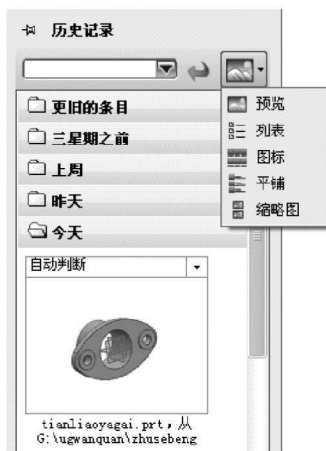 历史记录
预览
更旧的条目
列表
三星期之前
图标
上周
平铺
昨天
缩略图
今天
自动判断
tianliaoyagai.prt, 从
G:\ugwanquan\zhusebeng